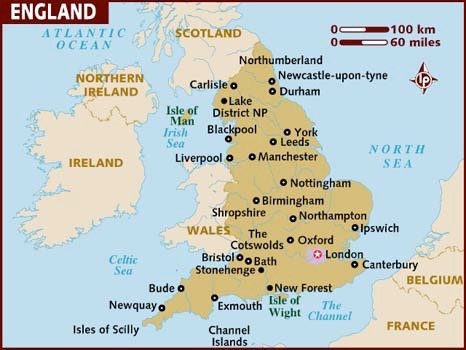 ENGLAND
ATLANTIC
OCEAN
SCOTLAND
0 100 km
0 60 miles
Northumberland
Newcastle-upon-tyne
NORTHERN
IRELAND
Carlisle
Durham
Lake
District NP
Isle of
Man
Irish
Sea
Blackpool
York
Leeds
NORTH
SEA
IRELAND
Liverpool
Manchester
Nottingham
Birmingham
Shropshire
Northampton
WALES
Ipswich
The
Cotswolds
Oxford
Celtic
Sea
Bristol
Bath
London
Stonehenge
Canterbury
BELGIUM
Bude
New Forest
Newquay
Exmouth
Isle of
Wight
The
Channel
Isles of Scilly
Channel
Islands
FRANCE